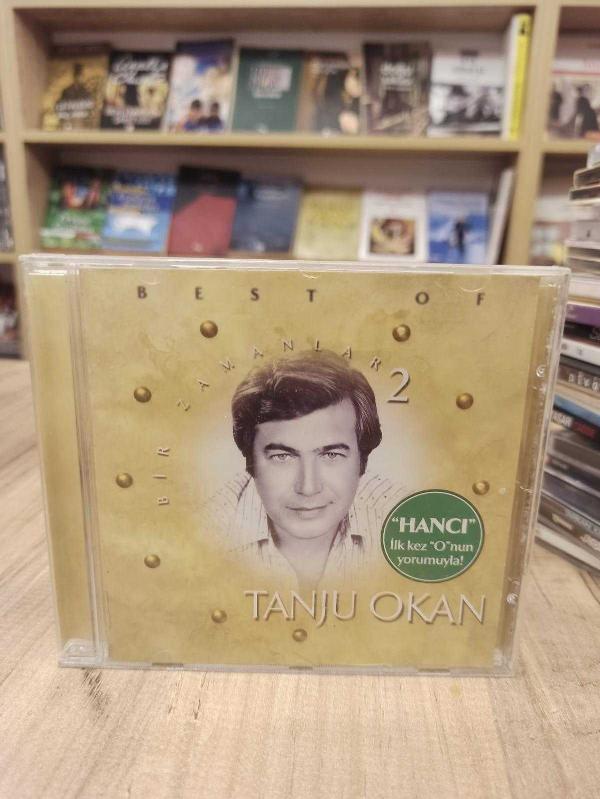 BEST OF
BİR ZAMANLAR 2
"HANCI"
İlk kez "O"nun
yorumuyla!
TANJU OKAN